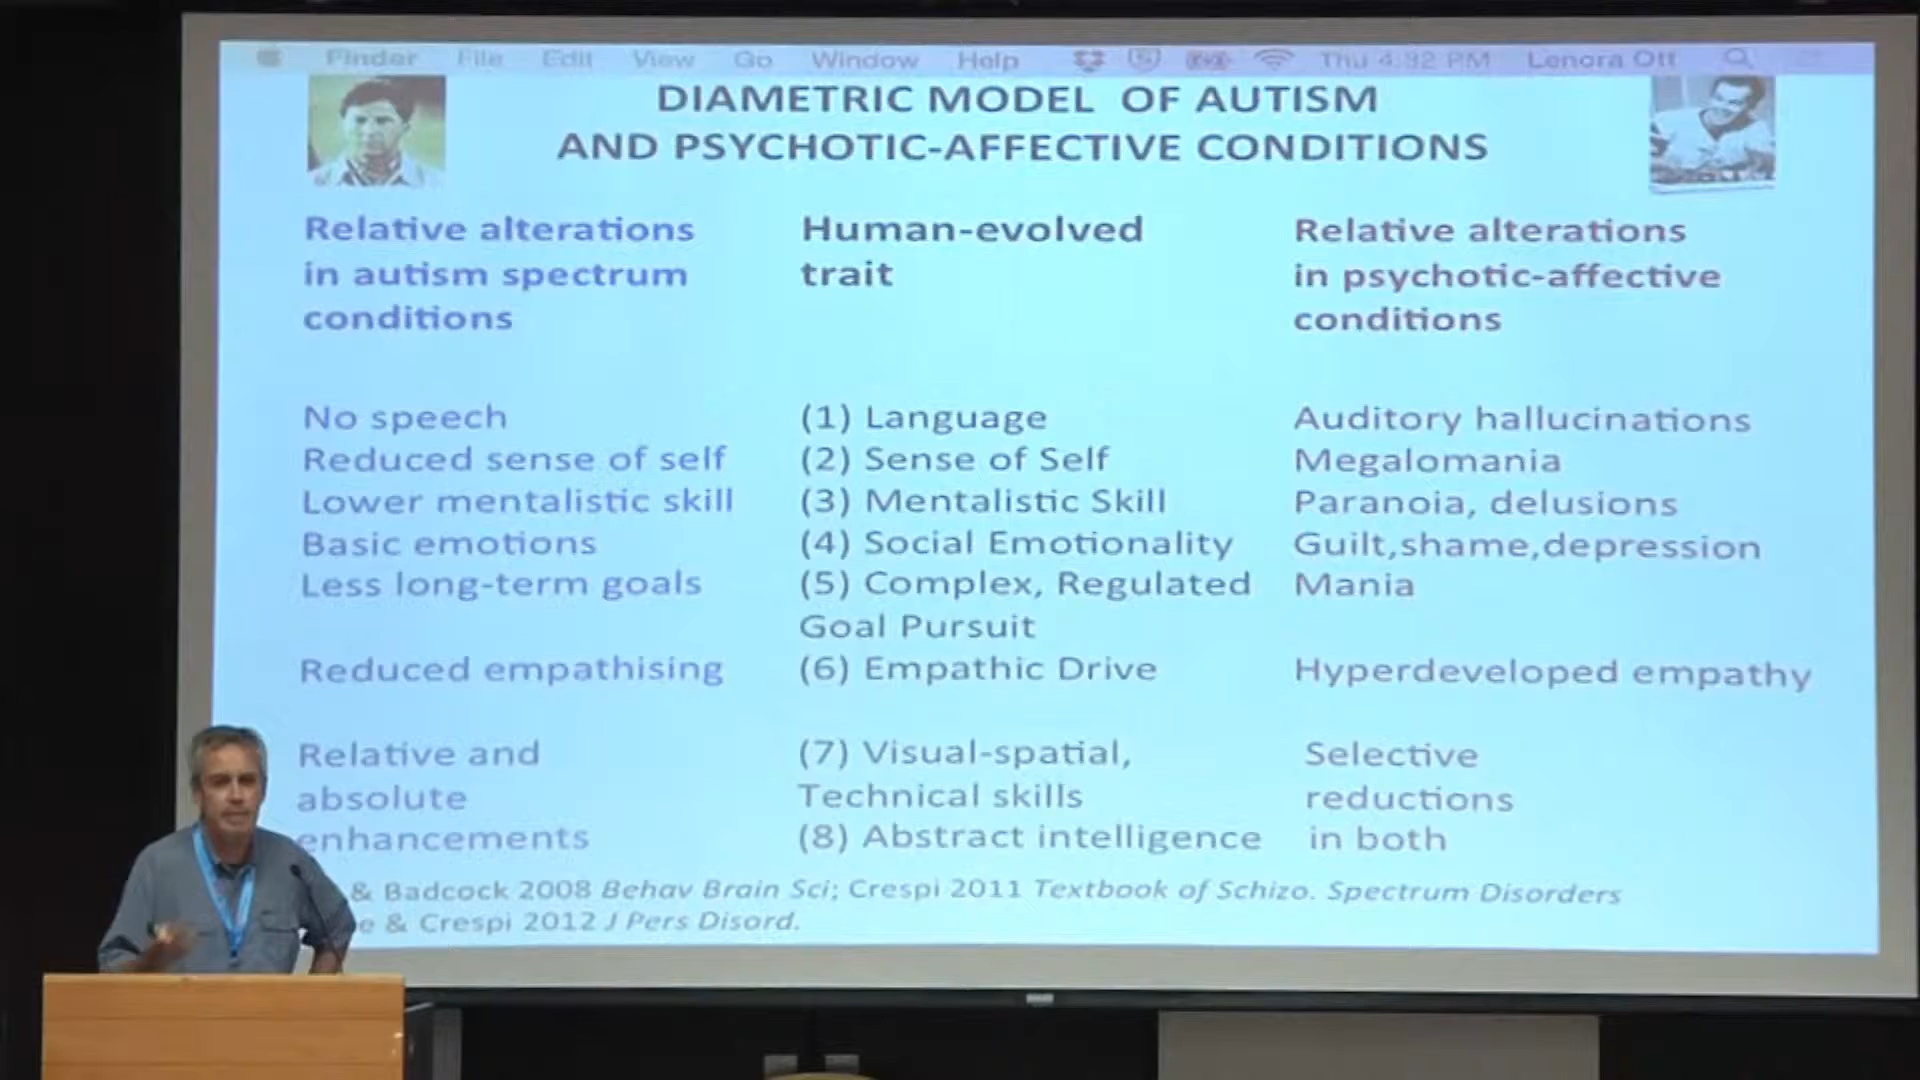 Finder File Edit View Go Window Help Thu 4:32 PM Lenora Ott
DIAMETRIC MODEL OF AUTISM
AND PSYCHOTIC-AFFECTIVE CONDITIONS
Relative alterations
in autism spectrum
conditions
Human-evolved
trait
Relative alterations
in psychotic-affective
conditions
No speech (1) Language Auditory hallucinations
Reduced sense of self (2) Sense of Self Megalomania
Lower mentalistic skill (3) Mentalistic Skill Paranoia, delusions
Basic emotions (4) Social Emotionality Guilt,shame,depression
Less long-term goals (5) Complex, Regulated Mania
Goal Pursuit
Reduced empathising (6) Empathic Drive Hyperdeveloped empathy
Relative and (7) Visual-spatial, Selective
absolute Technical skills reductions
enhancements (8) Abstract intelligence in both
& Badcock 2008 Behav Brain Sci; Crespi 2011 Textbook of Schizo. Spectrum Disorders
e & Crespi 2012 J Pers Disord.